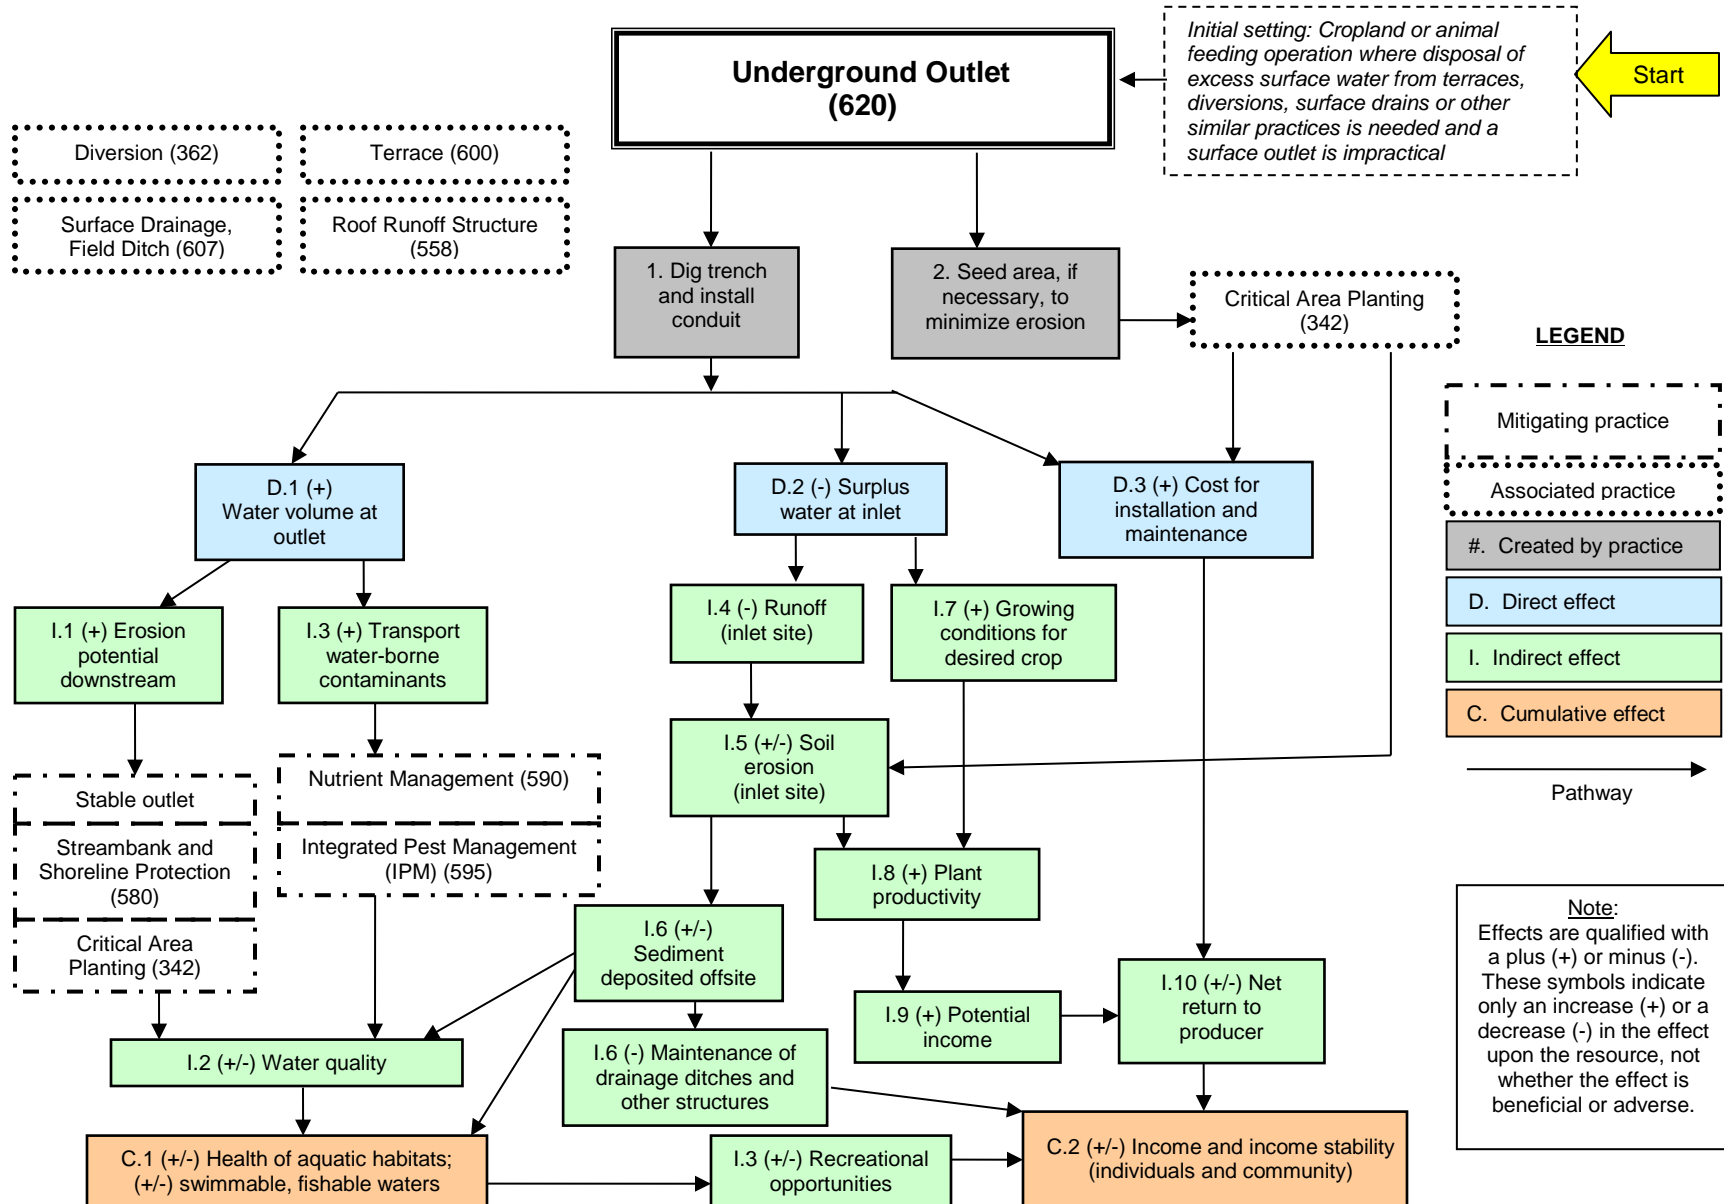 Underground Outlet
(620)
Initial setting: Cropland or animal
feeding operation where disposal of
excess surface water from terraces,
diversions, surface drains or other
similar practices is needed and a
surface outlet is impractical
Start
Diversion (362)
Terrace (600)
Surface Drainage,
Field Ditch (607)
Roof Runoff Structure
(558)
1. Dig trench
and install
conduit
2. Seed area, if
necessary, to
minimize erosion
Critical Area Planting
(342)
LEGEND
Mitigating practice
Associated practice
#. Created by practice
D. Direct effect
I. Indirect effect
C. Cumulative effect
Pathway
D.1 (+)
Water volume at
outlet
D.2 (-) Surplus
water at inlet
D.3 (+) Cost for
installation and
maintenance
I.1 (+) Erosion
potential
downstream
I.3 (+) Transport
water-borne
contaminants
I.4 (-) Runoff
(inlet site)
I.7 (+) Growing
conditions for
desired crop
I.5 (+/-) Soil
erosion
(inlet site)
Stable outlet
Streambank and
Shoreline Protection
(580)
Critical Area
Planting (342)
Nutrient Management (590)
Integrated Pest Management
(IPM) (595)
I.8 (+) Plant
productivity
I.6 (+/-)
Sediment
deposited offsite
I.9 (+) Potential
income
I.10 (+/-) Net
return to
producer
I.2 (+/-) Water quality
I.6 (-) Maintenance of
drainage ditches and
other structures
C.1 (+/-) Health of aquatic habitats;
(+/-) swimmable, fishable waters
I.3 (+/-) Recreational
opportunities
C.2 (+/-) Income and income stability
(individuals and community)
Note:
Effects are qualified with
a plus (+) or minus (-).
These symbols indicate
only an increase (+) or a
decrease (-) in the effect
upon the resource, not
whether the effect is
beneficial or adverse.